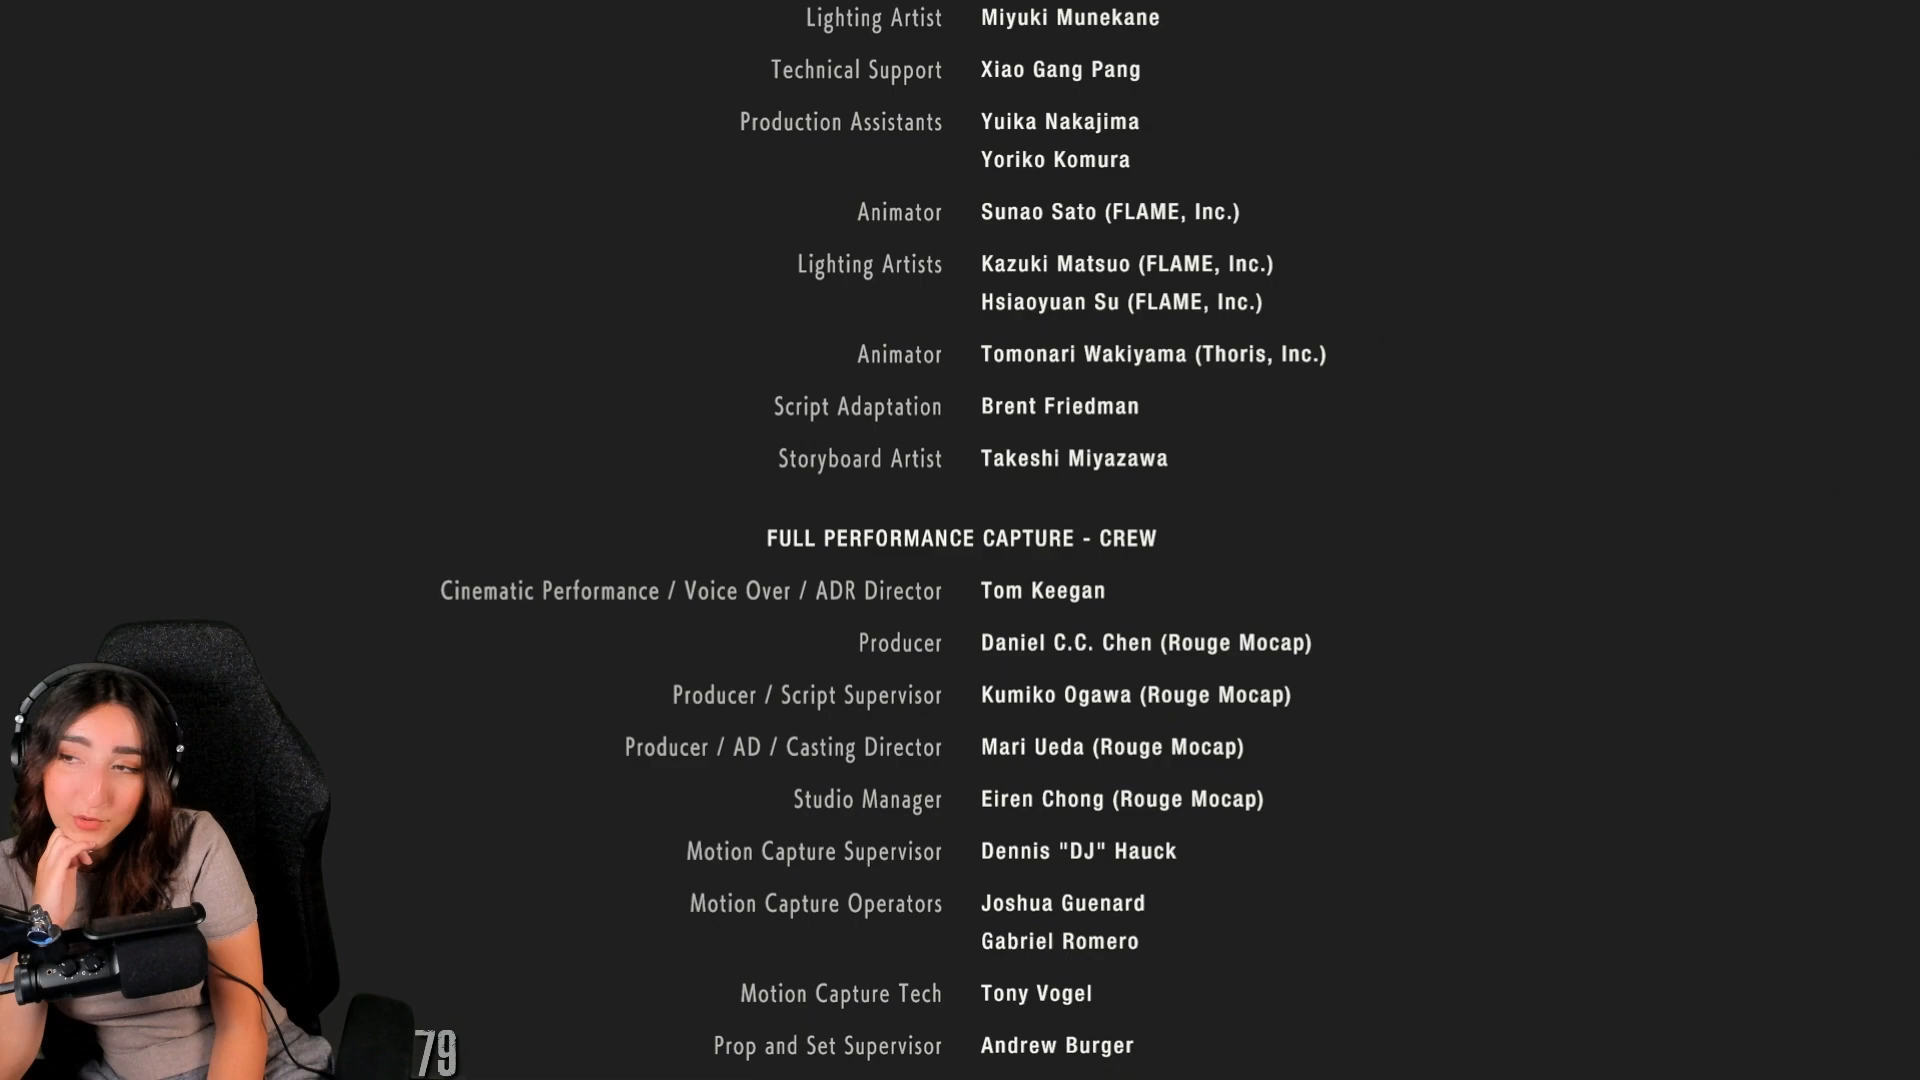 Lighting Artist Miyuki Munekane
Technical Support Xiao Gang Pang
Production Assistants Yuika Nakajima
Yoriko Komura
Animator Sunao Sato (FLAME, Inc.)
Lighting Artists Kazuki Matsuo (FLAME, Inc.)
Hsiaoyuan Su (FLAME, Inc.)
Animator Tomonari Wakiyama (Thoris, Inc.)
Script Adaptation Brent Friedman
Storyboard Artist Takeshi Miyazawa
FULL PERFORMANCE CAPTURE - CREW
Cinematic Performance / Voice Over / ADR Director Tom Keegan
Producer Daniel C.C. Chen (Rouge Mocap)
Producer / Script Supervisor Kumiko Ogawa (Rouge Mocap)
Producer / AD / Casting Director Mari Ueda (Rouge Mocap)
Studio Manager Eiren Chong (Rouge Mocap)
Motion Capture Supervisor Dennis "DJ" Hauck
Motion Capture Operators Joshua Guenard
Gabriel Romero
Motion Capture Tech Tony Vogel
Prop and Set Supervisor Andrew Burger
79